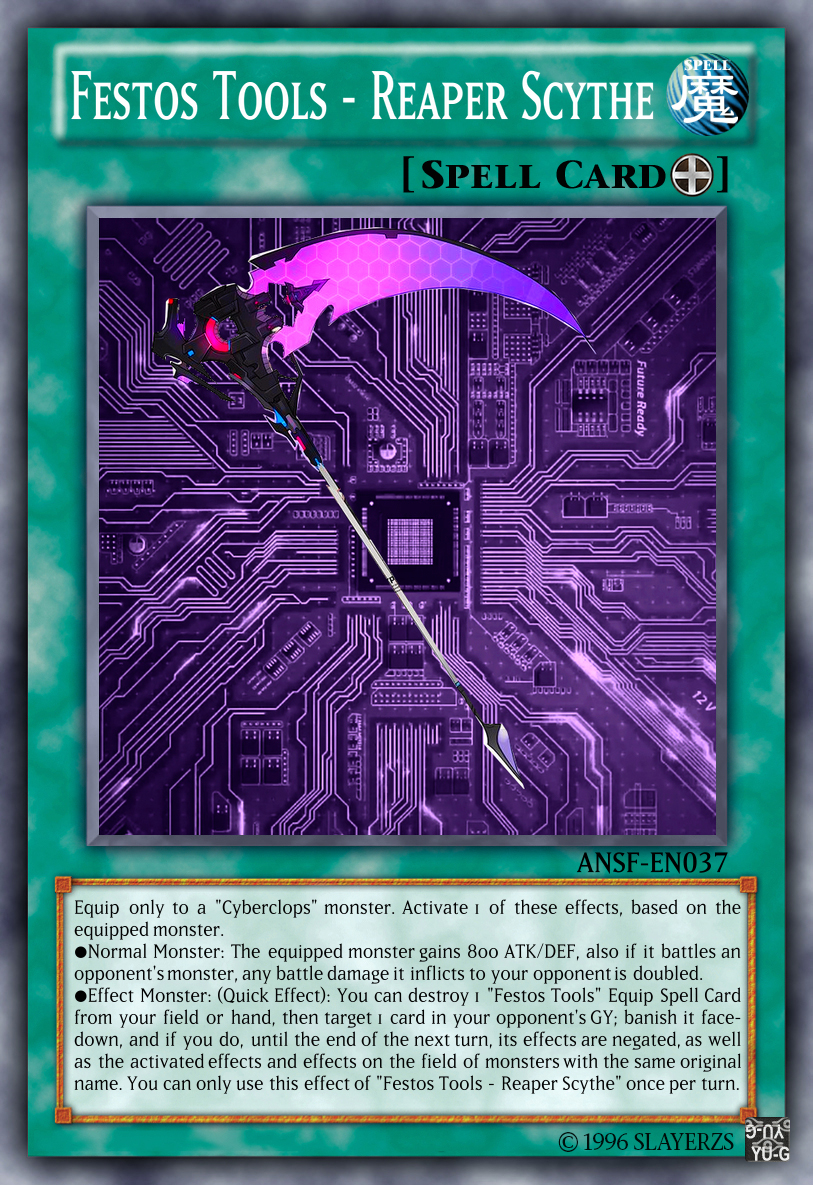 Festos Tools - Reaper Scythe
SPELL
魔
[Spell Card]
Future Ready
12V
ANSF-EN037
Equip only to a "Cyberclops" monster. Activate 1 of these effects, based on the
equipped monster.
●Normal Monster: The equipped monster gains 800 ATK/DEF, also if it battles an
opponent's monster, any battle damage it inflicts to your opponent is doubled.
●Effect Monster: (Quick Effect): You can destroy 1 "Festos Tools" Equip Spell Card
from your field or hand, then target 1 card in your opponent's GY; banish it face-
down, and if you do, until the end of the next turn, its effects are negated, as well
as the activated effects and effects on the field of monsters with the same original
name. You can only use this effect of "Festos Tools - Reaper Scythe" once per turn.
© 1996 SLAYERZS
YU-G
YU-G